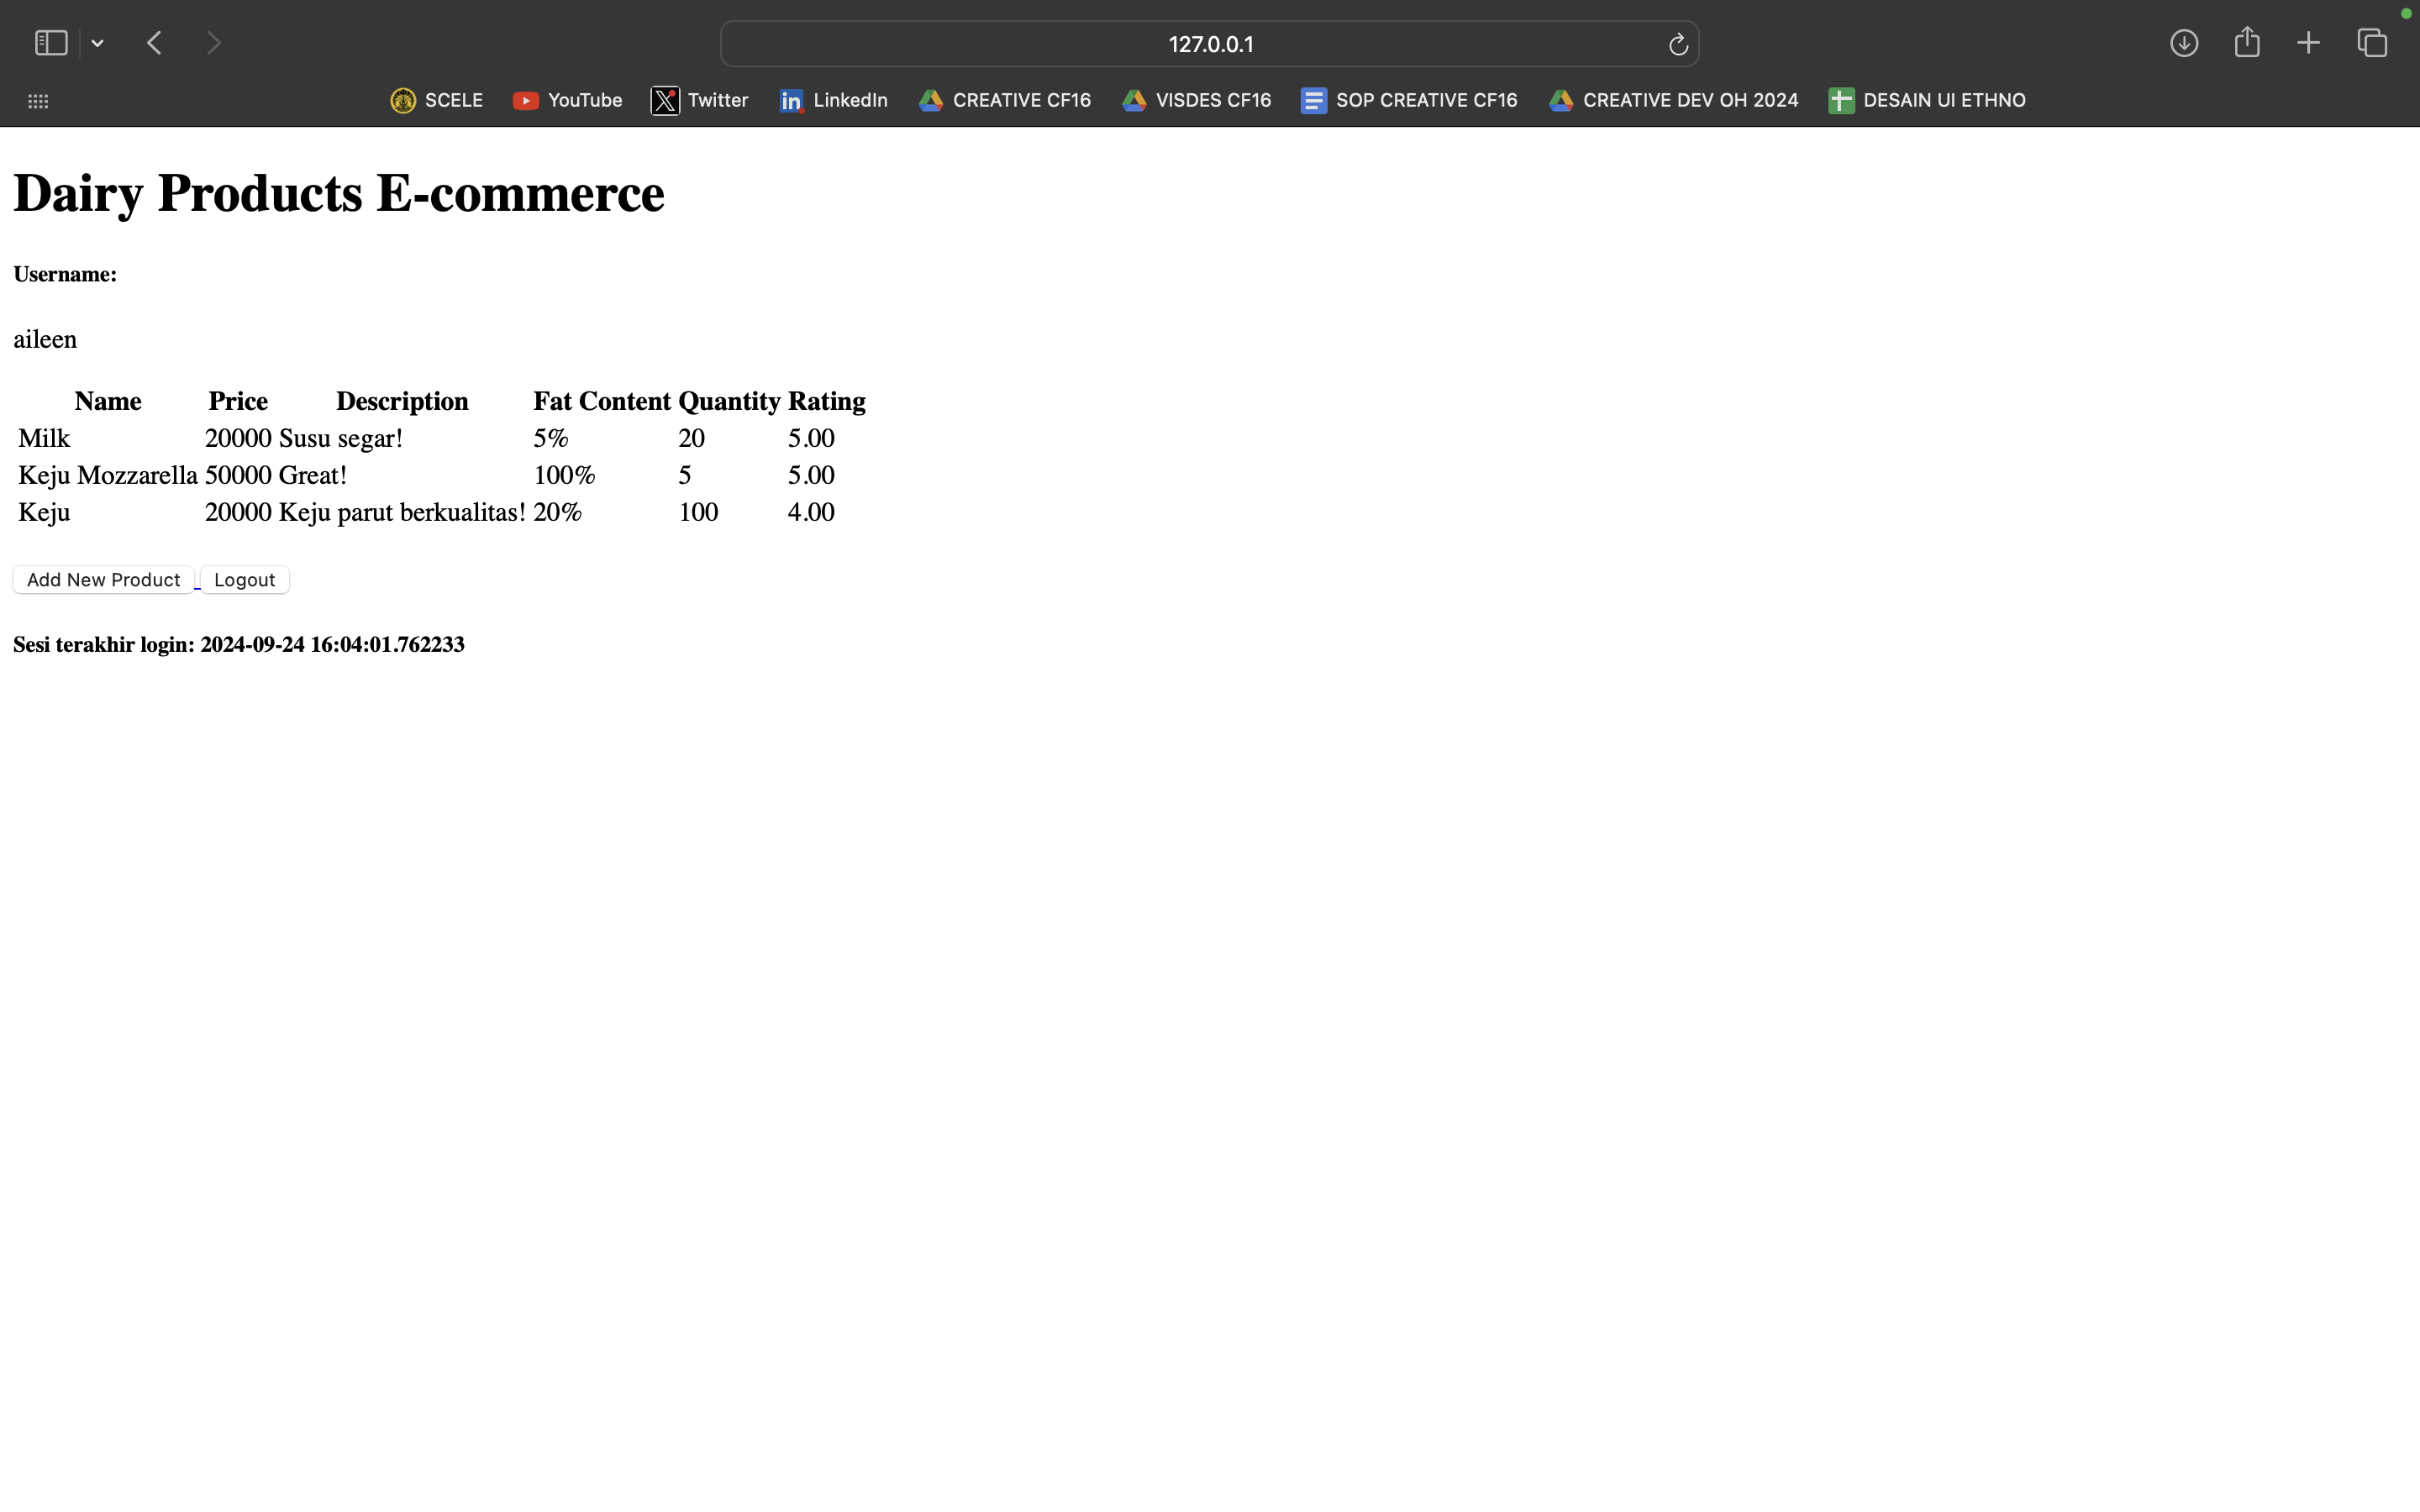 127.0.0.1
SCELE YouTube Twitter LinkedIn CREATIVE CF16 VISDES CF16 SOP CREATIVE CF16 CREATIVE DEV OH 2024 DESAIN UI ETHNO
Dairy Products E-commerce
Username:
aileen
Name Price Description Fat Content Quantity Rating
Milk 20000 Susu segar! 5% 20 5.00
Keju Mozzarella 50000 Great! 100% 5 5.00
Keju 20000 Keju parut berkualitas! 20% 100 4.00
Add New Product Logout
Sesi terakhir login: 2024-09-24 16:04:01.762233